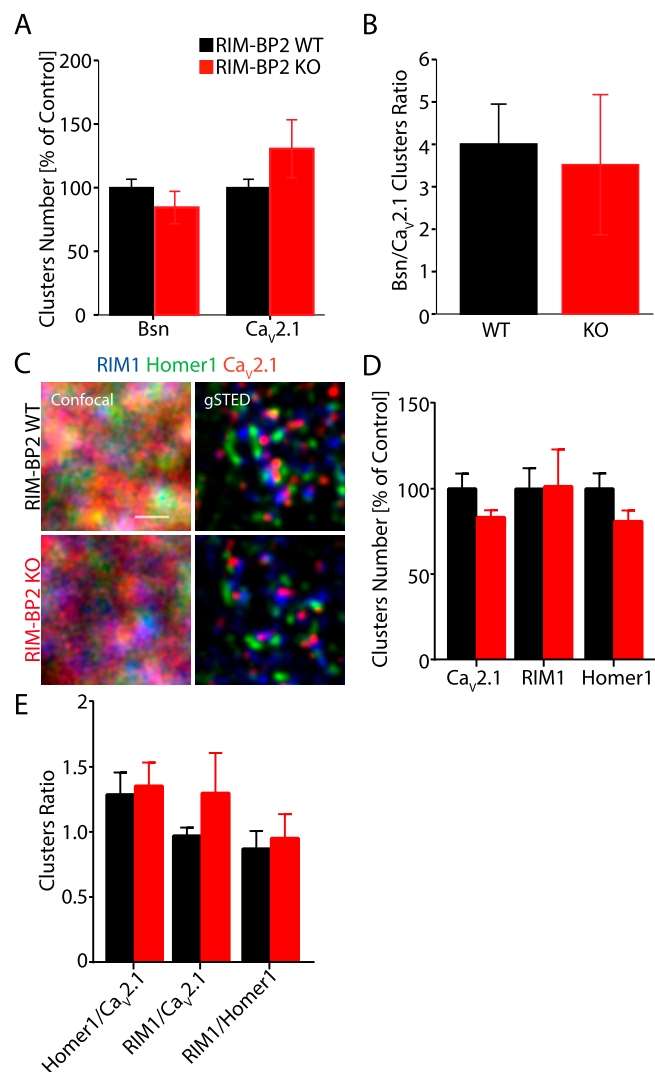 A
RIM-BP2 WT
RIM-BP2 KO
Clusters Number [% of Control]
200
150
100
50
0
Bsn
CaV2.1
B
Bsn/CaV2.1 Clusters Ratio
6
5
4
3
2
1
0
WT
KO
C
RIM1 Homer1 CaV2.1
Confocal
gSTED
RIM-BP2 WT
RIM-BP2 KO
D
Clusters Number [% of Control]
150
100
50
0
CaV2.1
RIM1
Homer1
E
Clusters Ratio
2
1.5
1.0
0.5
0
Homer1/CaV2.1
RIM1/CaV2.1
RIM1/Homer1